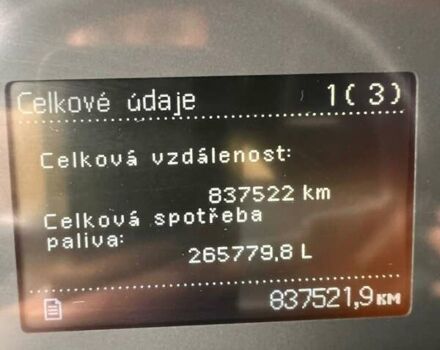 Celkové údaje 1( 3)
Celková vzdálenost:
837522 km
Celková spotřeba
paliva:
265779,8 L
837521,9 км